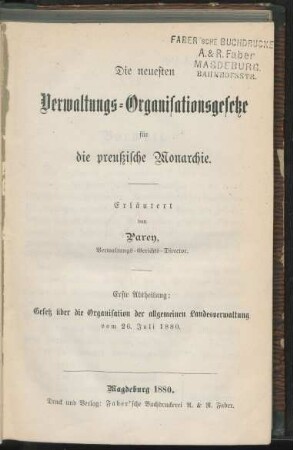 FABER'SCHE BUCHDRUCKE
A. & R. Faber
MAGDEBURG.
BAHNHOFSTR.
Die neuesten
Verwaltungs-Organisationsgesetze
für
die preußische Monarchie.
Erläutert
von
Parey,
Verwaltungs-Gerichts-Director.
Erste Abtheilung:
Gesetz über die Organisation der allgemeinen Landesverwaltung
vom 26. Juli 1880.
Magdeburg 1880.
Druck und Verlag: Faber'sche Buchdruckerei A. & R. Faber.